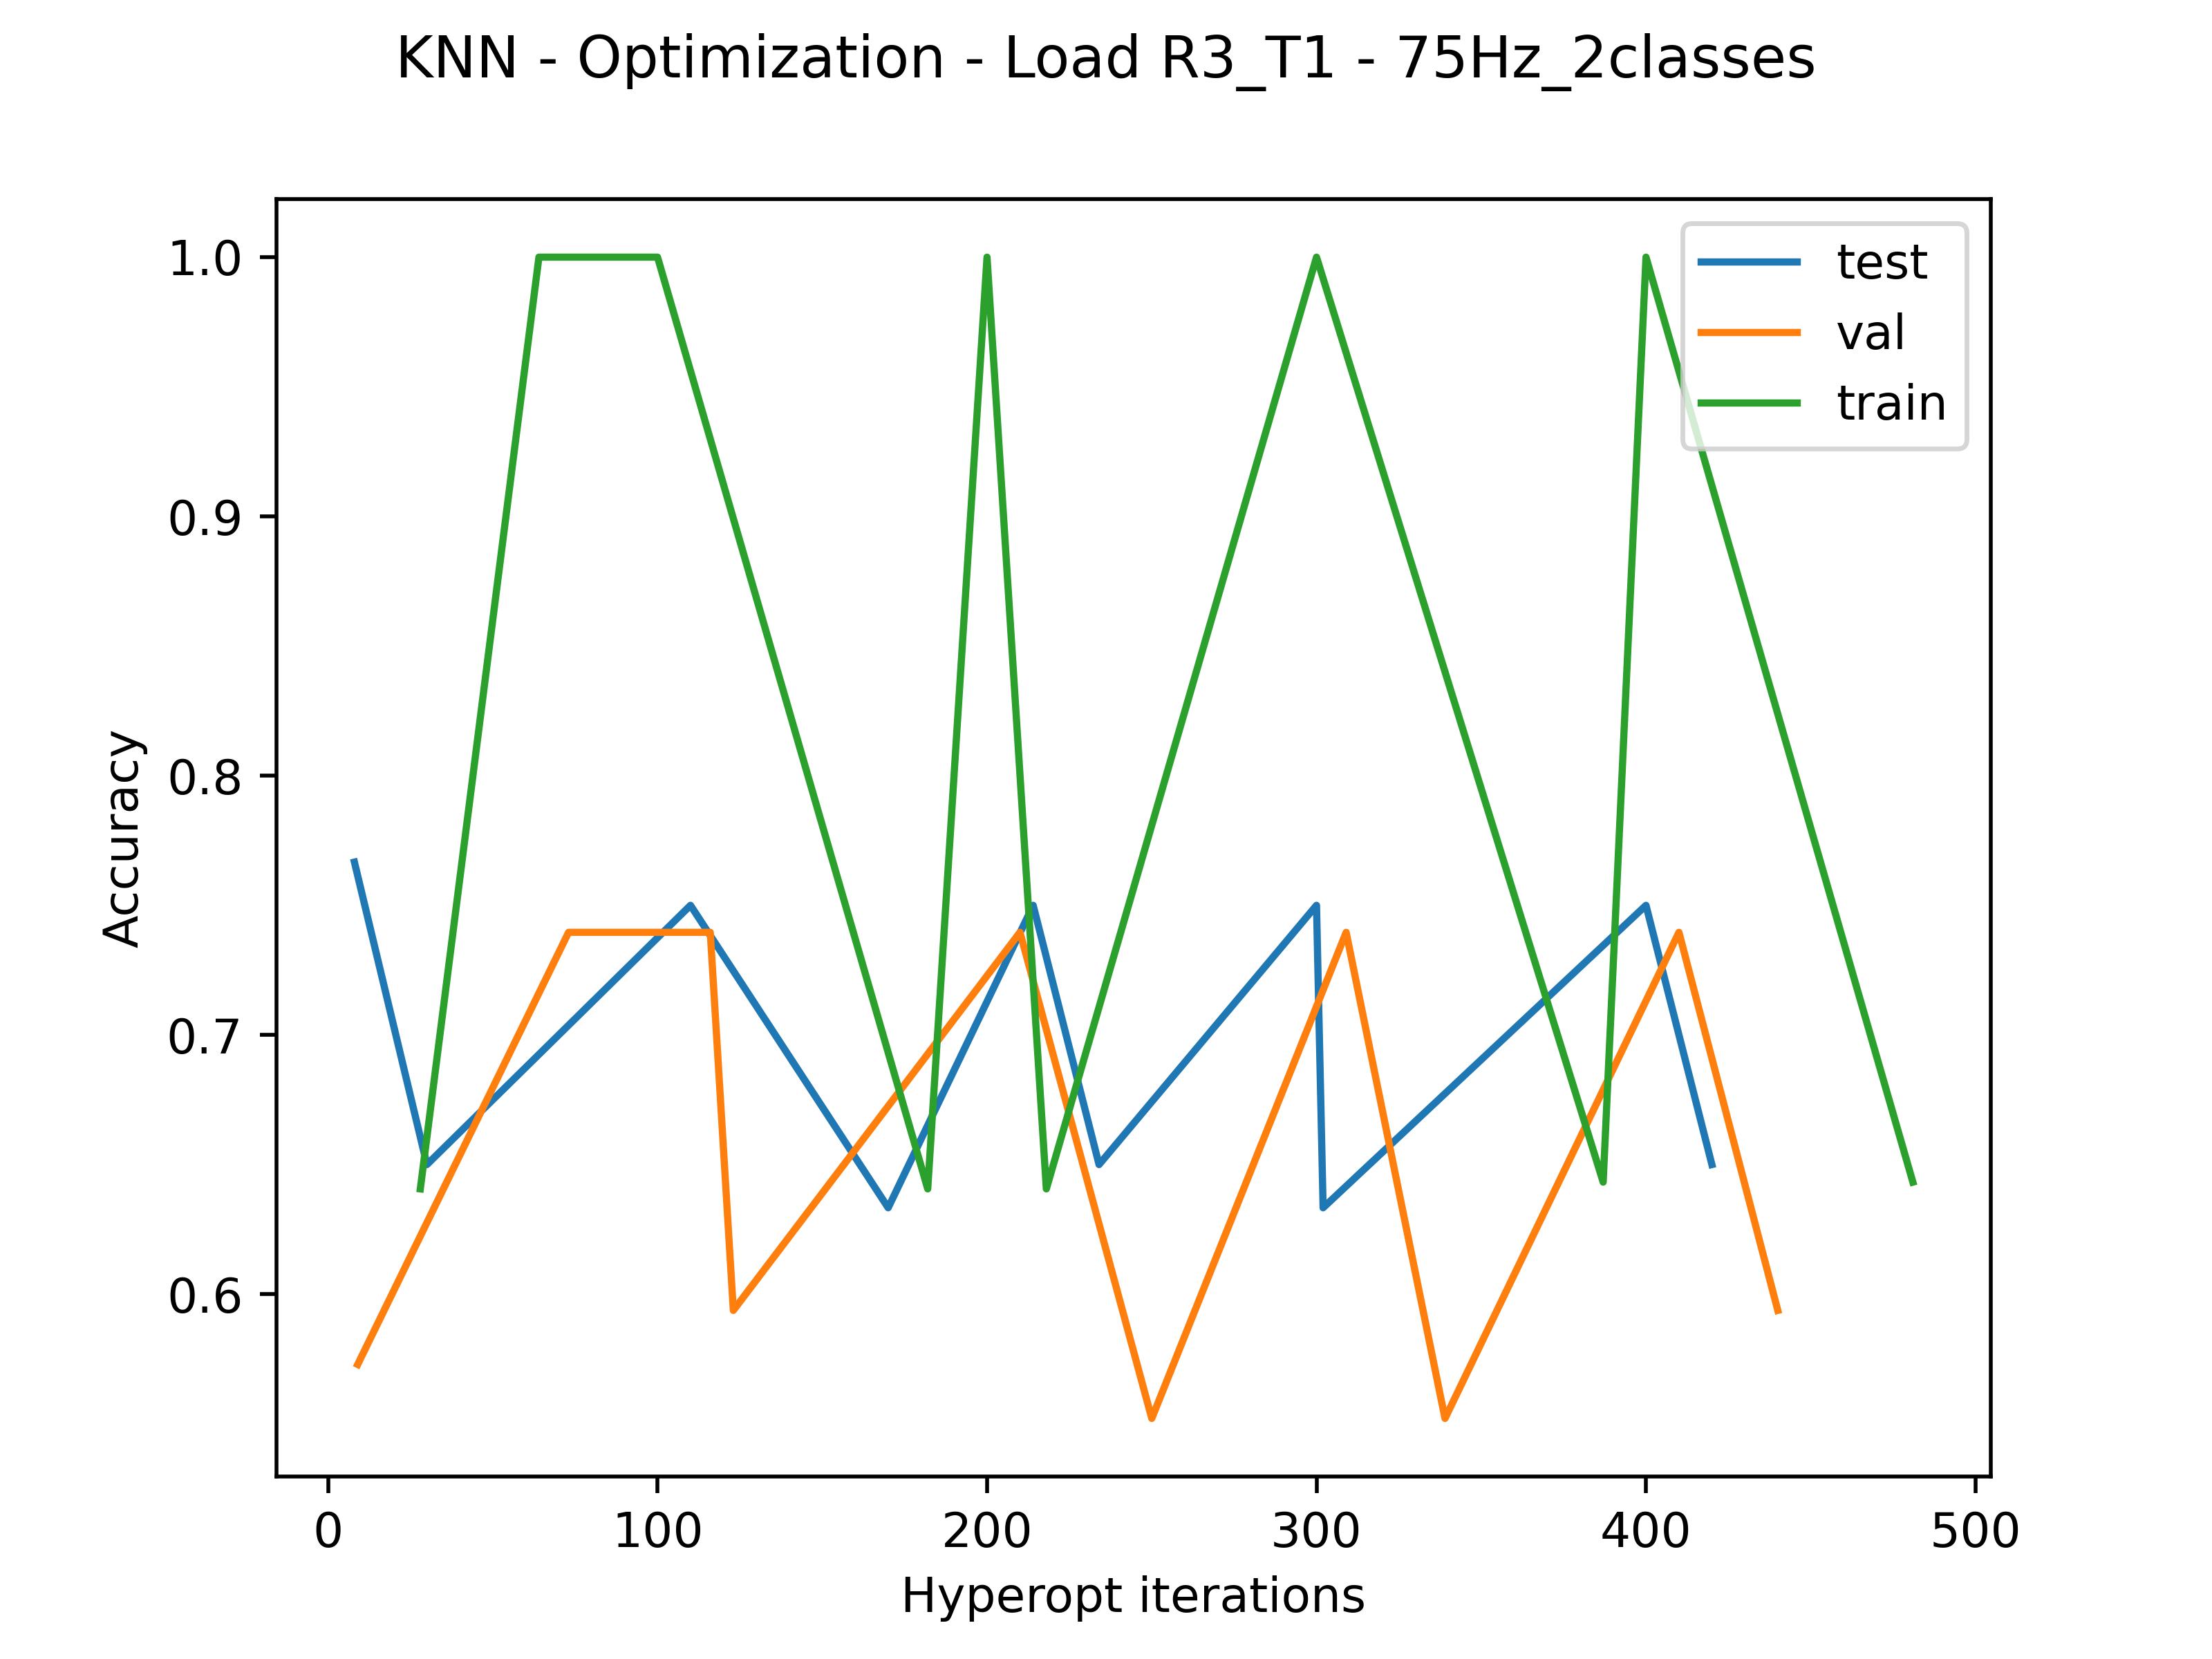 KNN - Optimization - Load R3_T1 - 75Hz_2classes
test
val
train
1.0
0.9
0.8
0.7
0.6
Accuracy
0 100 200 300 400 500
Hyperopt iterations